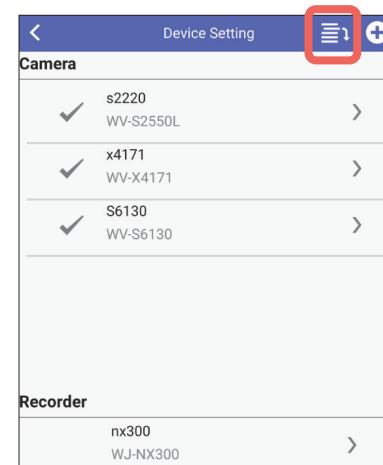 Device Setting
Camera
s2220
WV-S2550L
x4171
WV-X4171
S6130
WV-S6130
Recorder
nx300
WJ-NX300